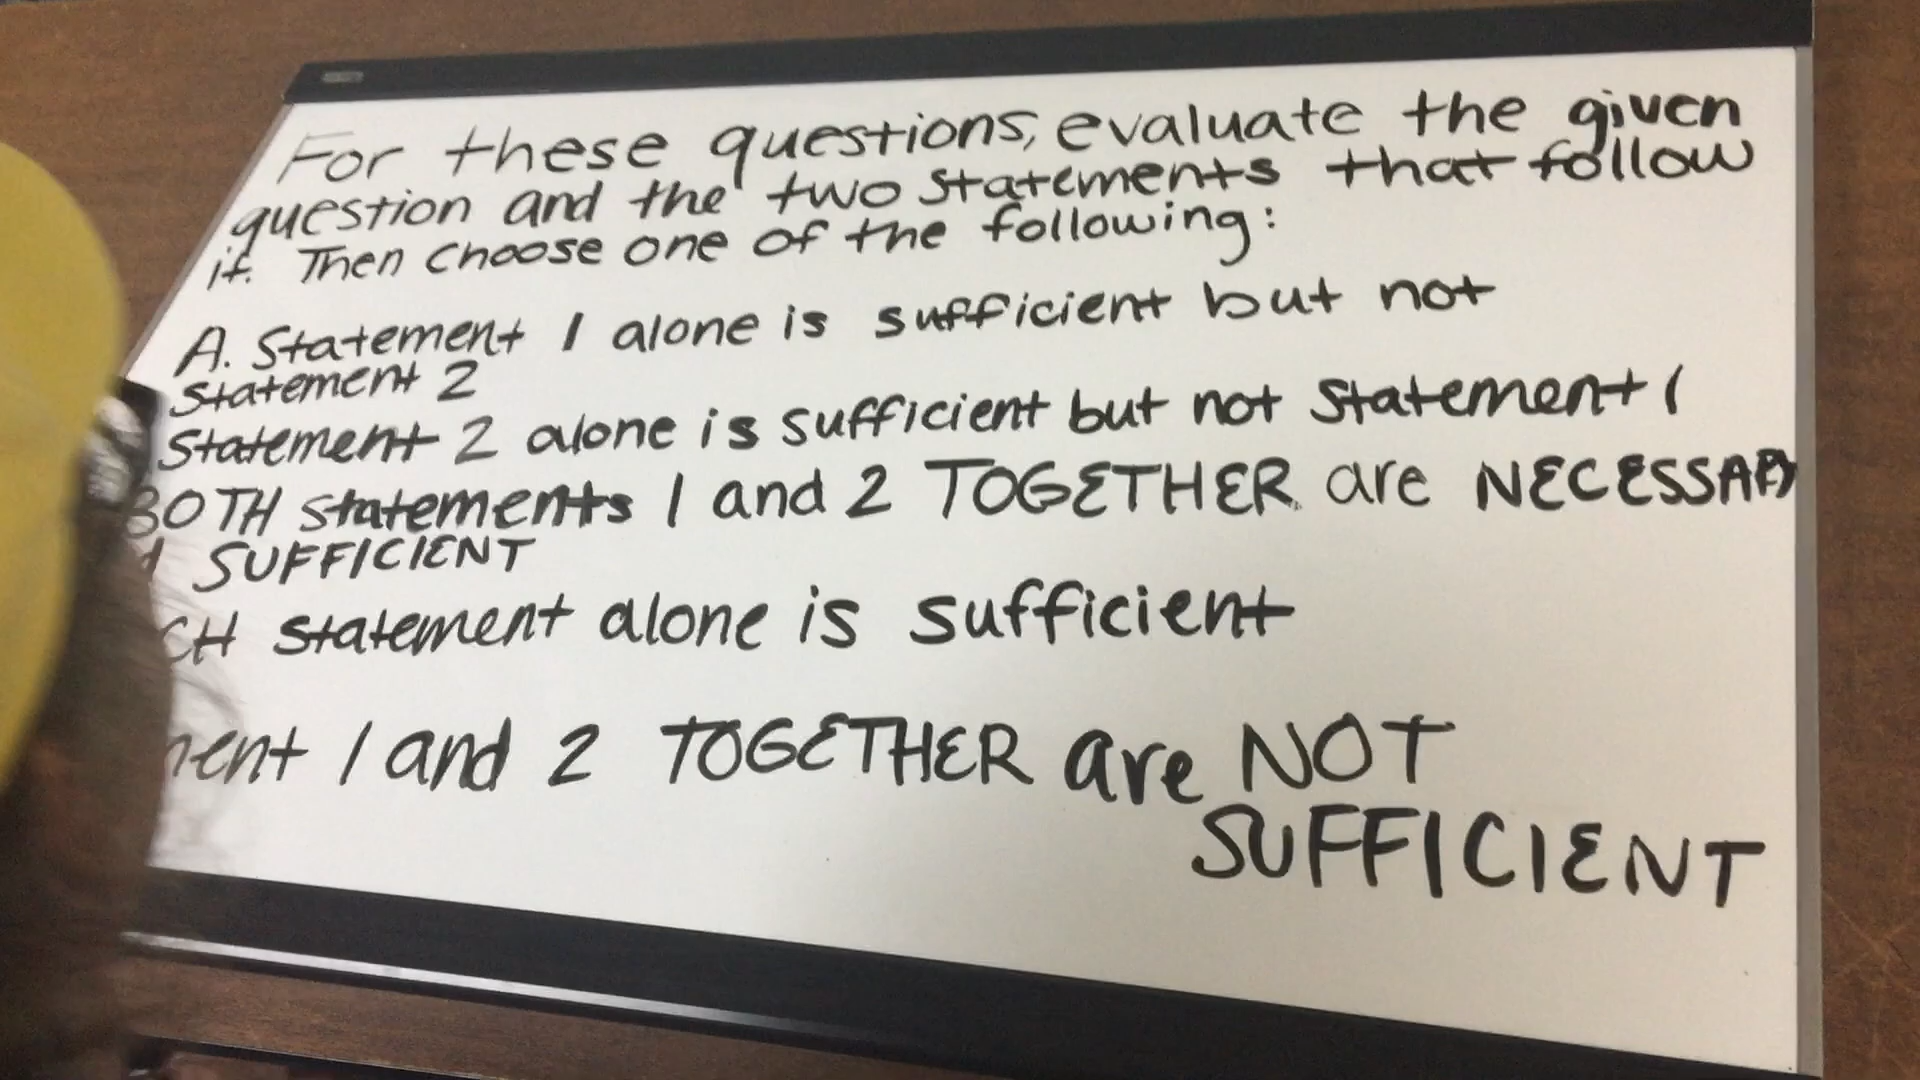 For these questions, evaluate the given
question and the two statements that follow
it. Then choose one of the following:
A. Statement 1 alone is sufficient but not
statement 2
Statement 2 alone is sufficient but not statement 1
BOTH statements 1 and 2 TOGETHER are NECESSARY
SUFFICIENT
CH statement alone is sufficient
ment 1 and 2 TOGETHER are NOT
SUFFICIENT